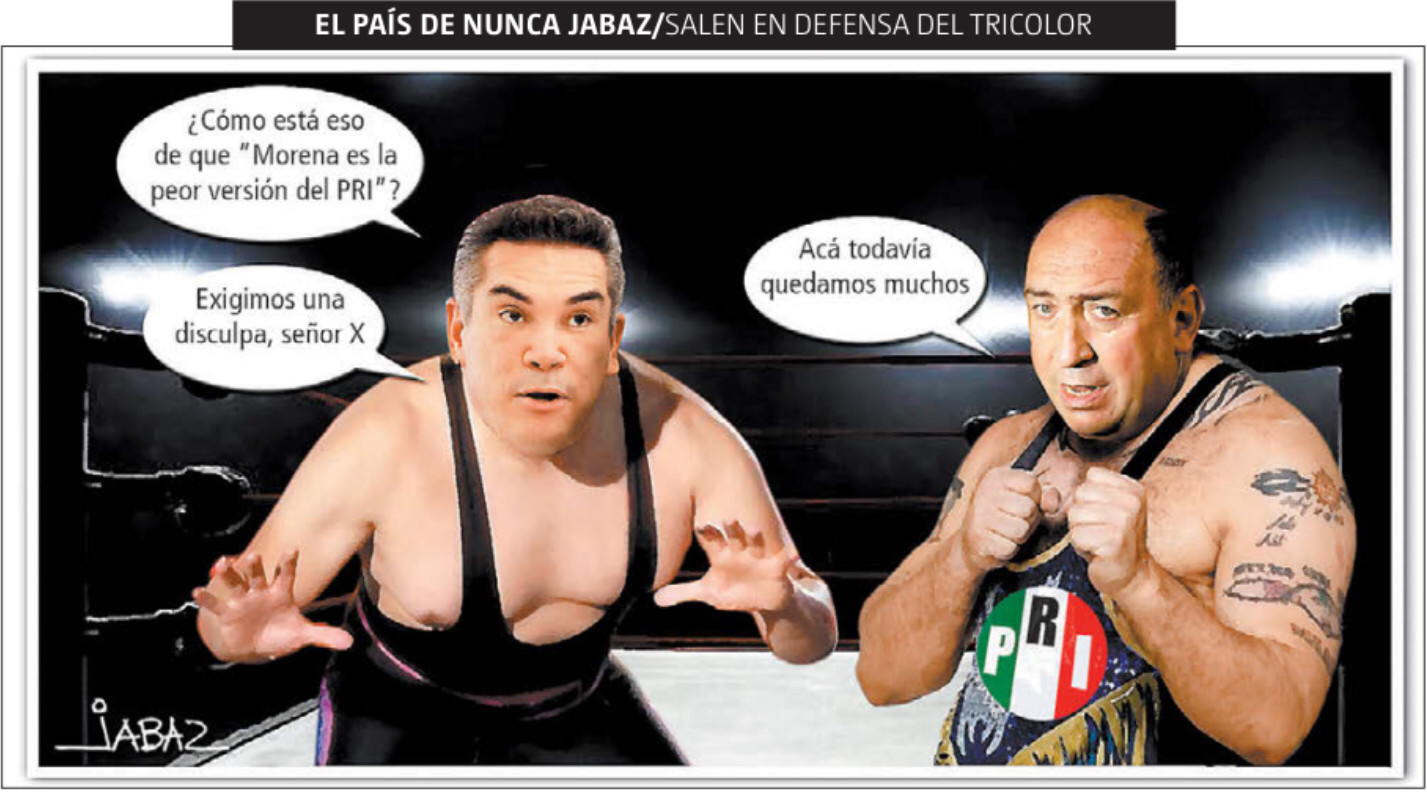 EL PAÍS DE NUNCA JABAZ/SALEN EN DEFENSA DEL TRICOLOR
¿Cómo está eso
de que "Morena es la
peor versión del PRI"?
Exigimos una
disculpa, señor X
Acá todavía
quedamos muchos
PRI
JABAZ